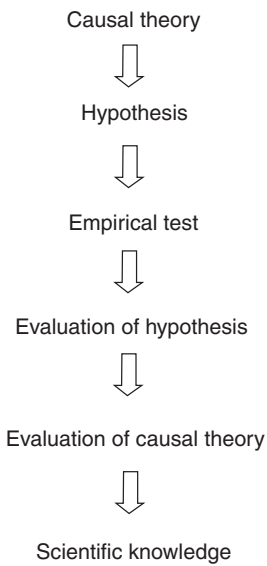 Causal theory
Hypothesis
Empirical test
Evaluation of hypothesis
Evaluation of causal theory
Scientific knowledge